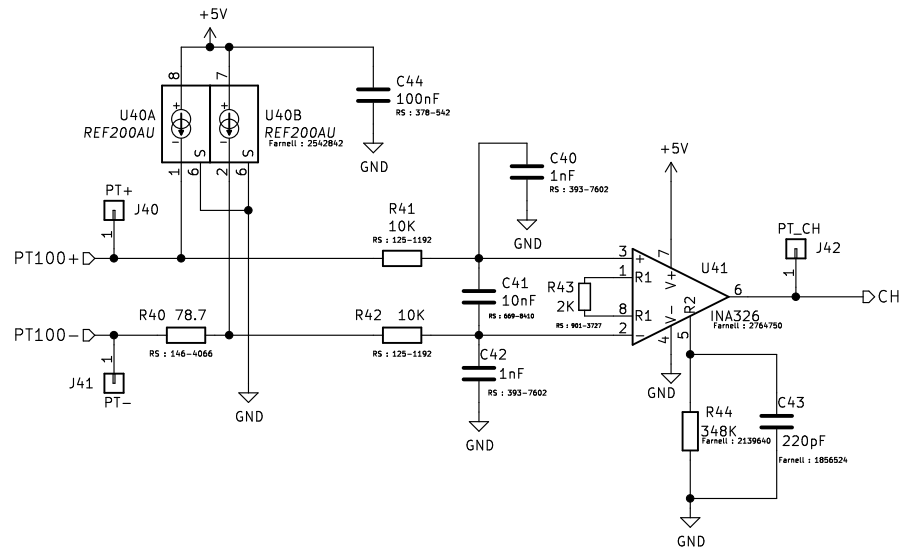 +5V
8
7
U40A
REF200AU
U40B
REF200AU
Farnell : 2542842
+
-
S
+
-
S
1
6
2
6
C44
100nF
RS : 378-542
GND
PT+
J40
1
PT100+
R41
10K
RS : 125-1192
C40
1nF
RS : 393-7602
GND
C41
10nF
RS : 669-8410
+5V
PT_CH
J42
1
3
+
1
R1
R43
2K
RS : 901-3727
8
R1
2
-
7
V+
V-
4
R2
5
U41
6
INA326
Farnell : 2764750
CH
PT100-
R40 78.7
RS : 146-4066
R42 10K
RS : 125-1192
1
J41
PT-
GND
C42
1nF
RS : 393-7602
GND
GND
R44
348K
Farnell : 2139640
C43
220pF
Farnell : 1856524
GND